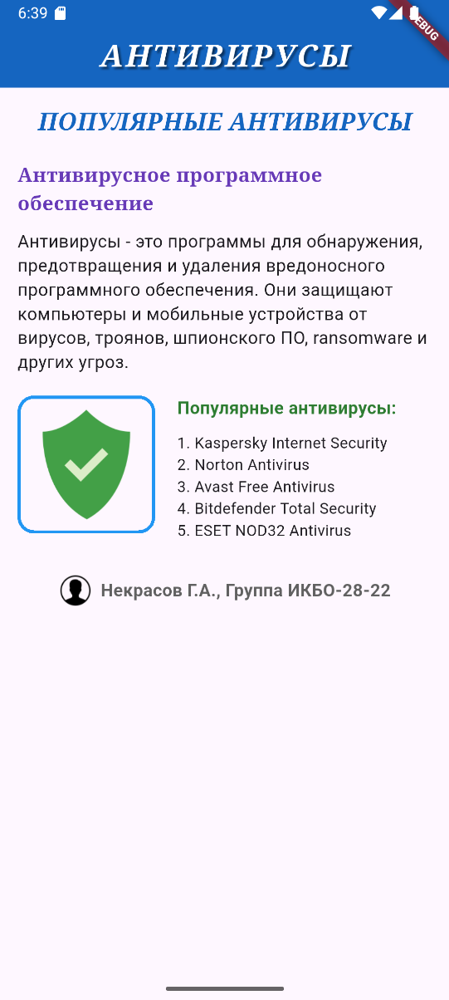 6:39
DEBUG
АНТИВИРУСЫ
ПОПУЛЯРНЫЕ АНТИВИРУСЫ
Антивирусное программное
обеспечение
Антивирусы - это программы для обнаружения,
предотвращения и удаления вредоносного
программного обеспечения. Они защищают
компьютеры и мобильные устройства от
вирусов, троянов, шпионского ПО, ransomware и
других угроз.
Популярные антивирусы:
1. Kaspersky Internet Security
2. Norton Antivirus
3. Avast Free Antivirus
4. Bitdefender Total Security
5. ESET NOD32 Antivirus
Некрасов Г.А., Группа ИКБО-28-22